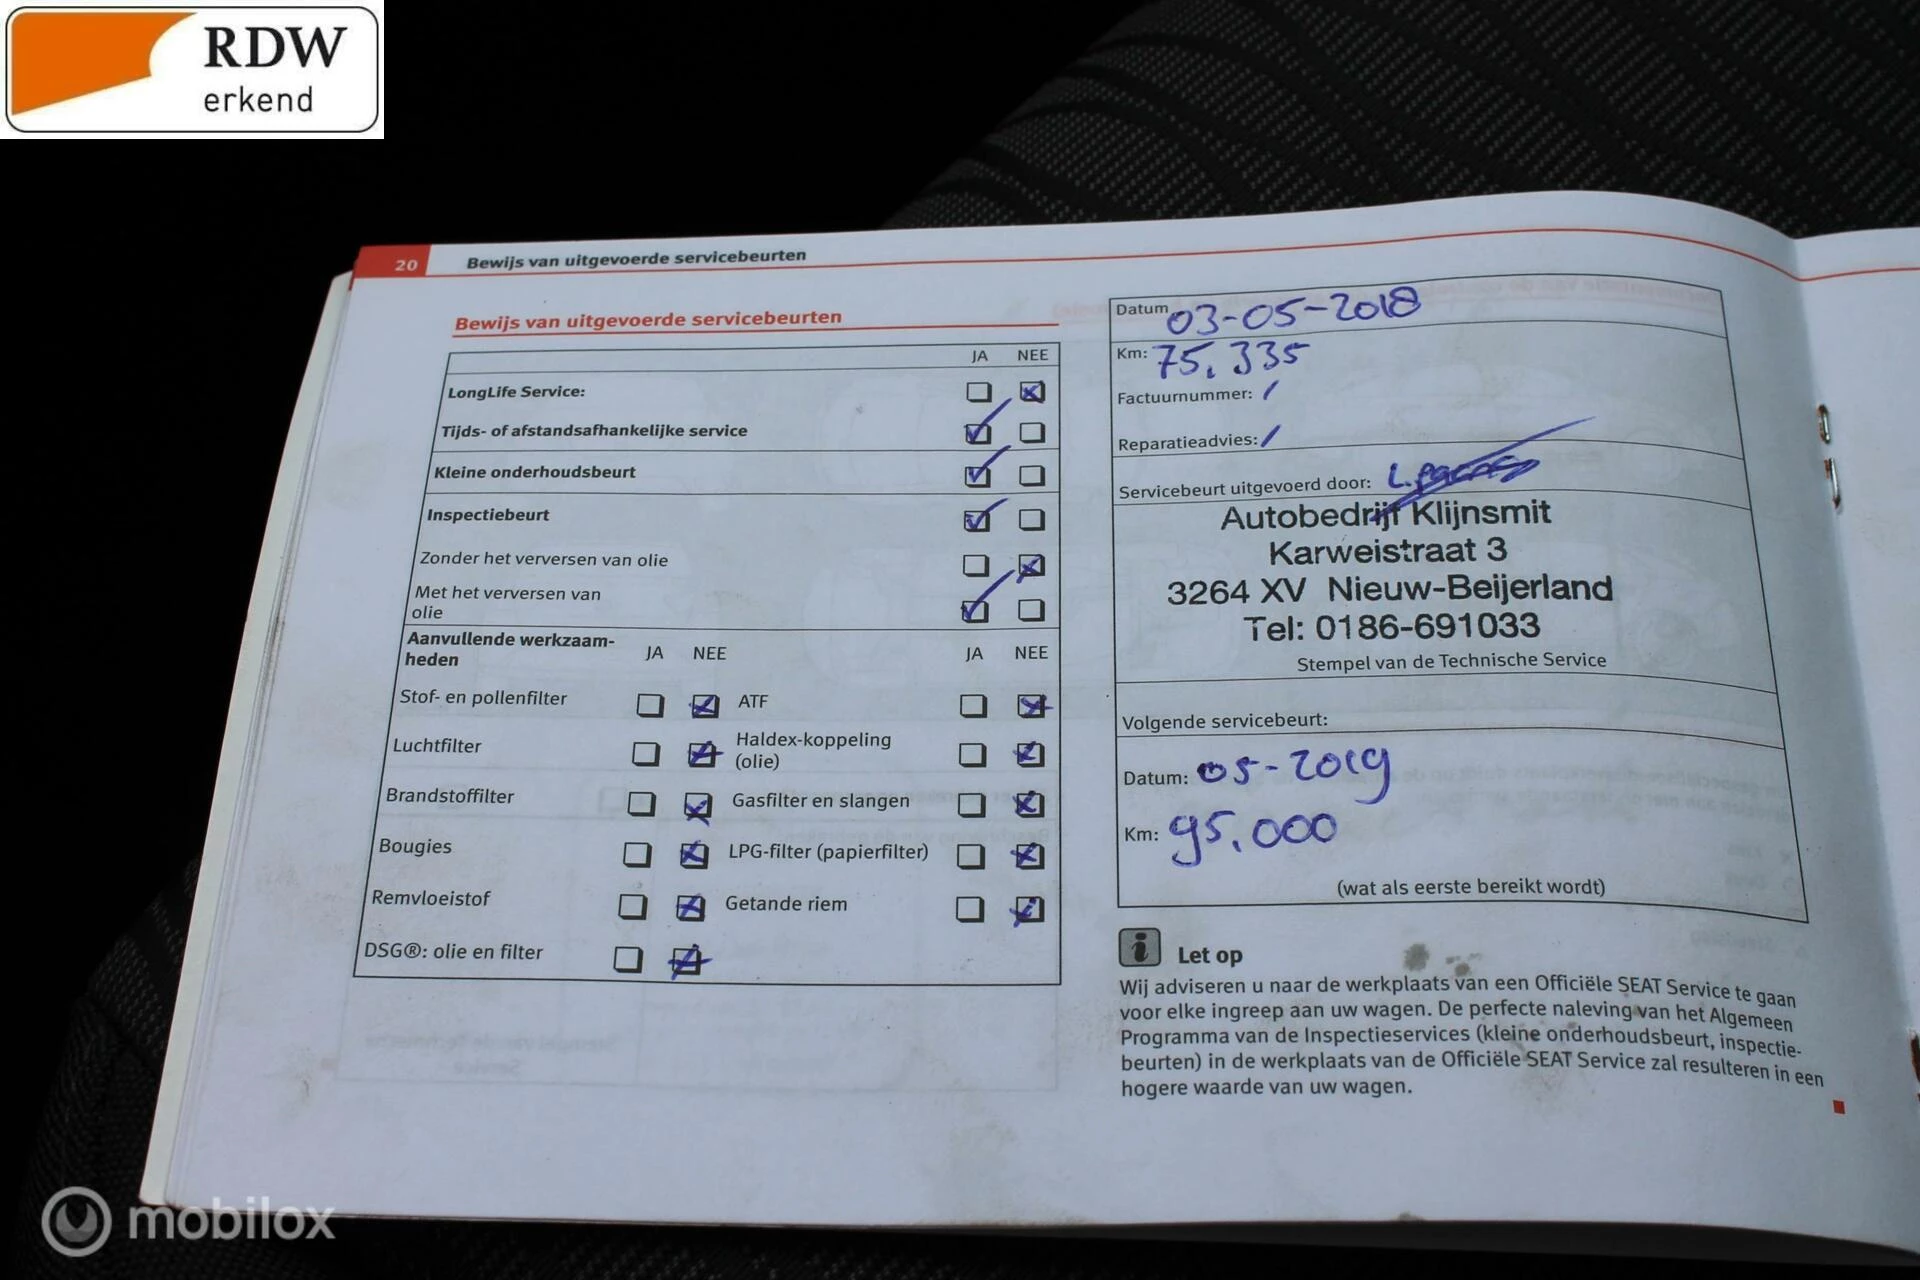 RDW
erkend
20 Bewijs van uitgevoerde servicebeurten
Bewijs van uitgevoerde servicebeurten
JA NEE
LongLife Service:
Tijds- of afstandsafhankelijke service
Kleine onderhoudsbeurt
Inspectiebeurt
Zonder het verversen van olie
Met het verversen van
olie
Aanvullende werkzaam-
heden
JA NEE JA NEE
Stof- en pollenfilter ATF
Luchtfilter Haldex-koppeling
(olie)
Brandstoffilter Gasfilter en slangen
Bougies LPG-filter (papierfilter)
Remvloeistof Getande riem
DSG®: olie en filter
Datum 03-05-2018
Km: 75.335
Factuurnummer: /
Reparatieadvies: /
Servicebeurt uitgevoerd door:
Autobedrijf Klijnsmit
Karweistraat 3
3264 XV Nieuw-Beijerland
Tel: 0186-691033
Stempel van de Technische Service
Volgende servicebeurt:
Datum: 05-2019
Km: 95.000
(wat als eerste bereikt wordt)
i Let op
Wij adviseren u naar de werkplaats van een Officiële SEAT Service te gaan
voor elke ingreep aan uw wagen. De perfecte naleving van het Algemeen
Programma van de Inspectieservices (kleine onderhoudsbeurt, inspectie-
beurten) in de werkplaats van de Officiële SEAT Service zal resulteren in een
hogere waarde van uw wagen.
mobilox